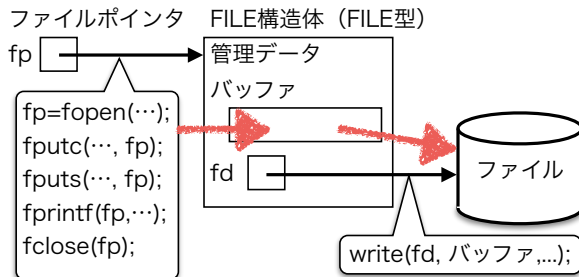 ファイルポインタ
FILE構造体（FILE型）
fp
管理データ
バッファ
fp=fopen(…);
fputc(…, fp);
fputs(…, fp);
fprintf(fp,…);
fclose(fp);
fd
ファイル
write(fd, バッファ,...);